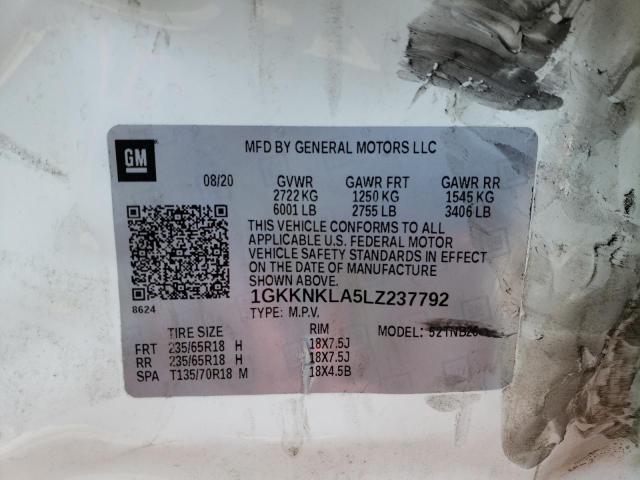 GM
MFD BY GENERAL MOTORS LLC
08/20 GVWR GAWR FRT GAWR RR
2722 KG 1250 KG 1545 KG
6001 LB 2755 LB 3406 LB
THIS VEHICLE CONFORMS TO ALL
APPLICABLE U.S. FEDERAL MOTOR
VEHICLE SAFETY STANDARDS IN EFFECT
ON THE DATE OF MANUFACTURE
SHOWN ABOVE.
8624
1GKKNKLA5LZ237792
TYPE: M.P.V.
TIRE SIZE RIM MODEL:
FRT 235/65R18 H 18X7.5J
RR 235/65R18 H 18X7.5J
SPA T135/70R18 M 18X4.5B